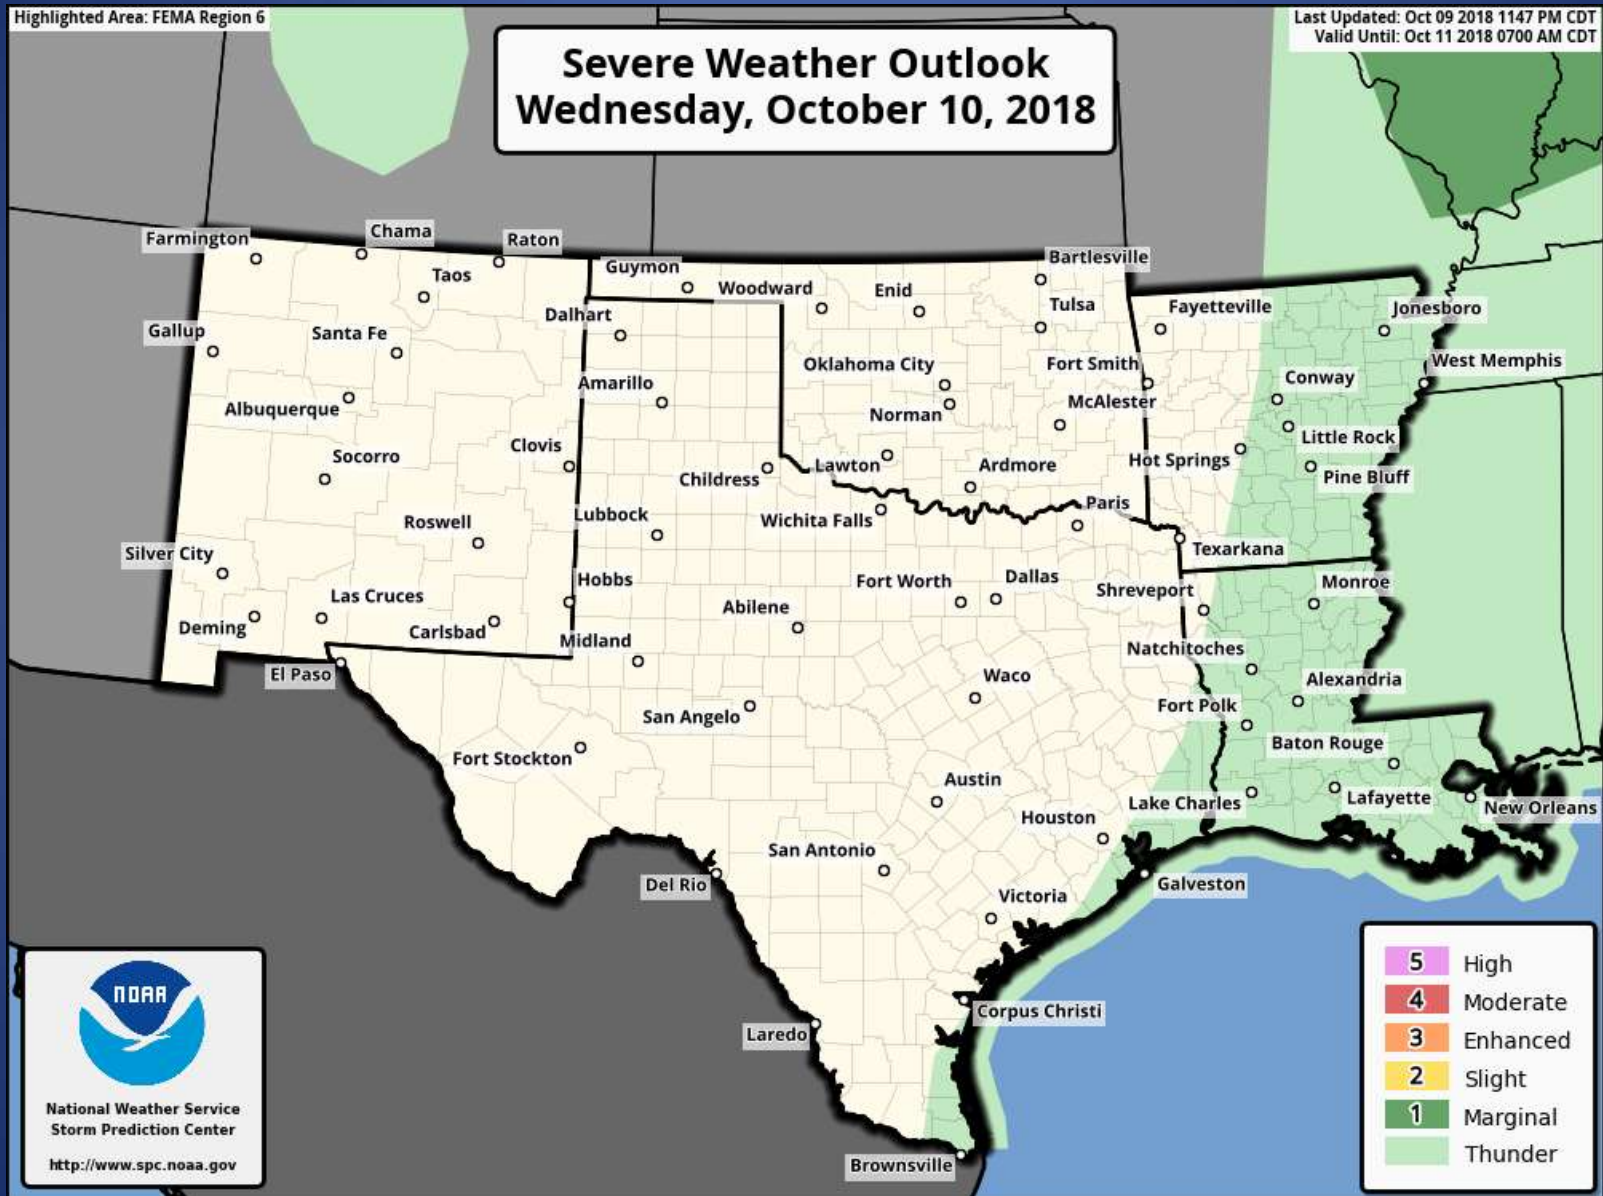 Highlighted Area: FEMA Region 6
Last Updated: Oct 09 2018 1147 PM CDT
Valid Until: Oct 11 2018 0700 AM CDT
Severe Weather Outlook
Wednesday, October 10, 2018
Farmington
Chama
Raton
Taos
Guymon
Woodward
Enid
Bartlesville
Tulsa
Fayetteville
Jonesboro
Gallup
Santa Fe
Dalhart
Oklahoma City
Fort Smith
West Memphis
Albuquerque
Amarillo
Norman
McAlester
Conway
Socorro
Clovis
Childress
Lawton
Ardmore
Hot Springs
Little Rock
Pine Bluff
Roswell
Lubbock
Wichita Falls
Paris
Texarkana
Silver City
Las Cruces
Hobbs
Abilene
Fort Worth
Dallas
Shreveport
Monroe
Deming
Carlsbad
Midland
Natchitoches
El Paso
San Angelo
Waco
Fort Polk
Alexandria
Fort Stockton
Baton Rouge
Austin
Houston
Lake Charles
Lafayette
New Orleans
San Antonio
Del Rio
Victoria
Galveston
Corpus Christi
Laredo
Brownsville
NOAA
National Weather Service
Storm Prediction Center
http://www.spc.noaa.gov
5 High
4 Moderate
3 Enhanced
2 Slight
1 Marginal
Thunder